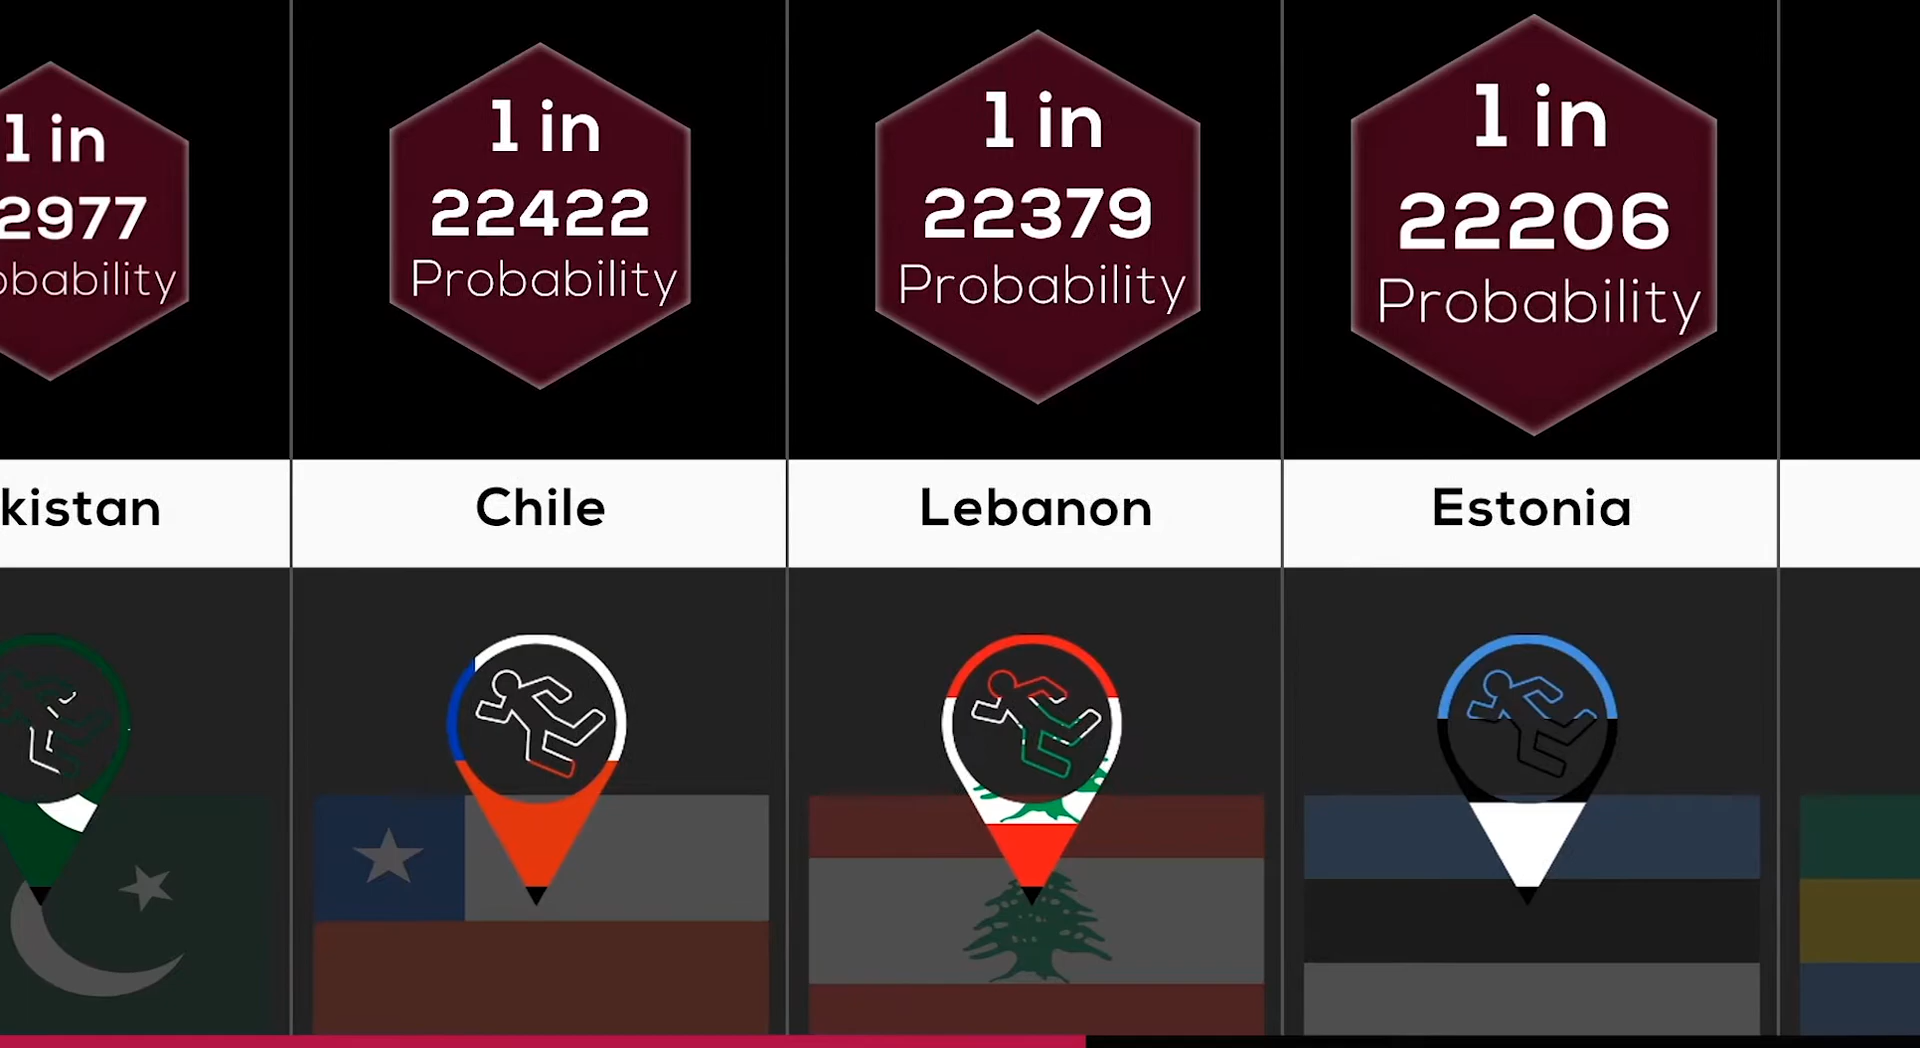 1 in
2977
obability
kistan
1 in
22422
Probability
Chile
1 in
22379
Probability
Lebanon
1 in
22206
Probability
Estonia